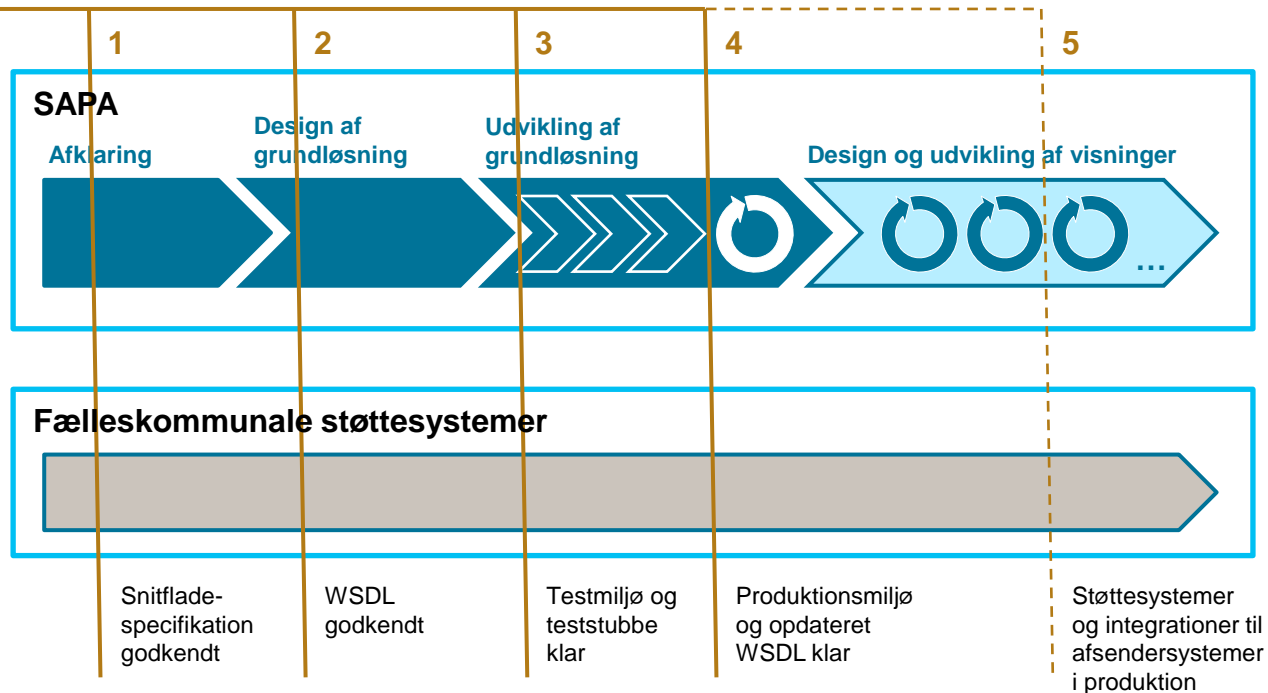 1
2
3
4
5
SAPA
Afklaring
Design af
grundløsning
Udvikling af
grundløsning
Design og udvikling af visninger
...
Fælleskommunale støttesystemer
Snitflade-
specifikation
godkendt
WSDL
godkendt
Testmiljø og
teststubbe
klar
Produktionsmiljø
og opdateret
WSDL klar
Støttesystemer
og integrationer til
afsendersystemer
i produktion